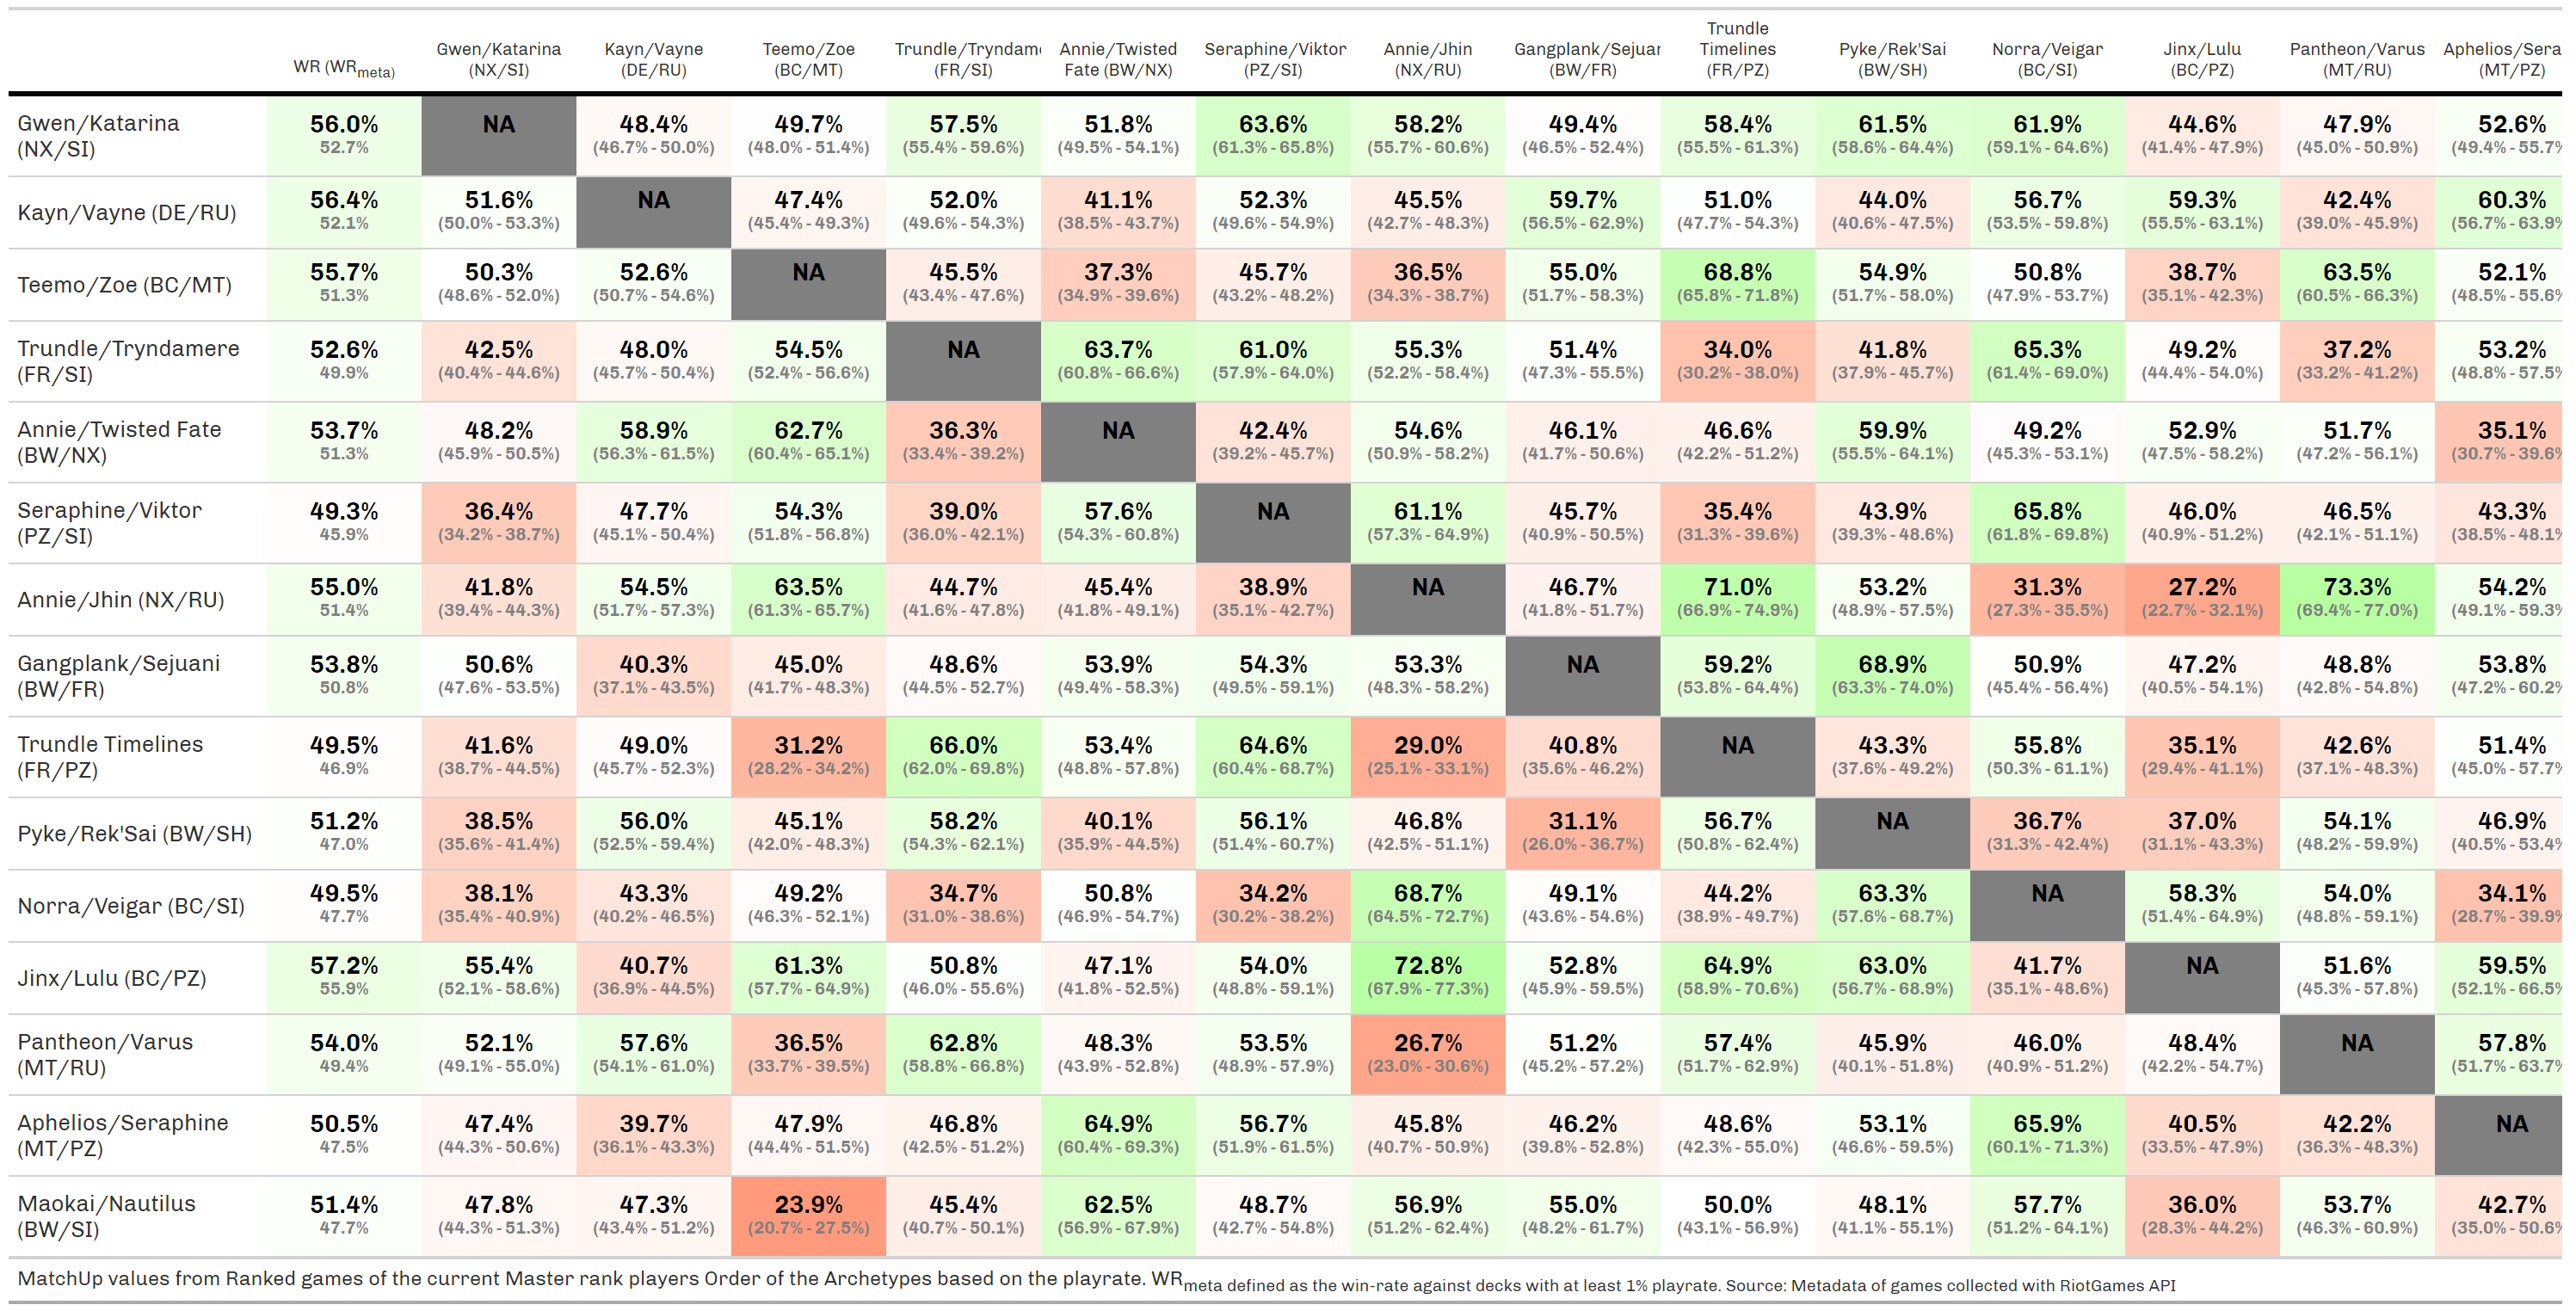 WR (WRmeta) Gwen/Katarina (NX/SI) Kayn/Vayne (DE/RU) Teemo/Zoe (BC/MT) Trundle/Tryndam (FR/SI) Annie/Twisted Fate (BW/NX) Seraphine/Viktor (PZ/SI) Annie/Jhin (NX/RU) Gangplank/Sejuar (BW/FR) Trundle Timelines (FR/PZ) Pyke/Rek'Sai (BW/SH) Norra/Veigar (BC/SI) Jinx/Lulu (BC/PZ) Pantheon/Varus (MT/RU) Aphelios/Sera (MT/PZ)
Gwen/Katarina (NX/SI) 56.0% NA 48.4% 49.7% 57.5% 51.8% 63.6% 58.2% 49.4% 58.4% 61.5% 61.9% 44.6% 47.9% 52.6%
52.7% (46.7% - 50.0%) (48.0% - 51.4%) (55.4% - 59.6%) (49.5% - 54.1%) (61.3% - 65.8%) (55.7% - 60.6%) (46.5% - 52.4%) (55.5% - 61.3%) (58.6% - 64.4%) (59.1% - 64.6%) (41.4% - 47.9%) (45.0% - 50.9%) (49.4% - 55.7%
Kayn/Vayne (DE/RU) 56.4% 51.6% NA 47.4% 52.0% 41.1% 52.3% 45.5% 59.7% 51.0% 44.0% 56.7% 59.3% 42.4% 60.3%
52.1% (50.0% - 53.3%) (45.4% - 49.3%) (49.6% - 54.3%) (38.5% - 43.7%) (49.6% - 54.9%) (42.7% - 48.3%) (56.5% - 62.9%) (47.7% - 54.3%) (40.6% - 47.5%) (53.5% - 59.8%) (55.5% - 63.1%) (39.0% - 45.9%) (56.7% - 63.9%
Teemo/Zoe (BC/MT) 55.7% 50.3% 52.6% NA 45.5% 37.3% 45.7% 36.5% 55.0% 68.8% 54.9% 50.8% 38.7% 63.5% 52.1%
51.3% (48.6% - 52.0%) (50.7% - 54.6%) (43.4% - 47.6%) (34.9% - 39.6%) (43.2% - 48.2%) (34.3% - 38.7%) (51.7% - 58.3%) (65.8% - 71.8%) (51.7% - 58.0%) (47.9% - 53.7%) (35.1% - 42.3%) (60.5% - 66.3%) (48.5% - 55.6%
Trundle/Tryndamere (FR/SI) 52.6% 42.5% 48.0% 54.5% NA 63.7% 61.0% 55.3% 51.4% 34.0% 41.8% 65.3% 49.2% 37.2% 53.2%
49.9% (40.4% - 44.6%) (45.7% - 50.4%) (52.4% - 56.6%) (60.8% - 66.6%) (57.9% - 64.0%) (52.2% - 58.4%) (47.3% - 55.5%) (30.2% - 38.0%) (37.9% - 45.7%) (61.4% - 69.0%) (44.4% - 54.0%) (33.2% - 41.2%) (48.8% - 57.5%
Annie/Twisted Fate (BW/NX) 53.7% 48.2% 58.9% 62.7% 36.3% NA 42.4% 54.6% 46.1% 46.6% 59.9% 49.2% 52.9% 51.7% 35.1%
51.3% (45.9% - 50.5%) (56.3% - 61.5%) (60.4% - 65.1%) (33.4% - 39.2%) (39.2% - 45.7%) (50.9% - 58.2%) (41.7% - 50.6%) (42.2% - 51.2%) (55.5% - 64.1%) (45.3% - 53.1%) (47.5% - 58.2%) (47.2% - 56.1%) (30.7% - 39.6%
Seraphine/Viktor (PZ/SI) 49.3% 36.4% 47.7% 54.3% 39.0% 57.6% NA 61.1% 45.7% 35.4% 43.9% 65.8% 46.0% 46.5% 43.3%
45.9% (34.2% - 38.7%) (45.1% - 50.4%) (51.8% - 56.8%) (36.0% - 42.1%) (54.3% - 60.8%) (57.3% - 64.9%) (40.9% - 50.5%) (31.3% - 39.6%) (39.3% - 48.6%) (61.8% - 69.8%) (40.9% - 51.2%) (42.1% - 51.1%) (38.5% - 48.1%
Annie/Jhin (NX/RU) 55.0% 41.8% 54.5% 63.5% 44.7% 45.4% 38.9% NA 46.7% 71.0% 53.2% 31.3% 27.2% 73.3% 54.2%
51.4% (39.4% - 44.3%) (51.7% - 57.3%) (61.3% - 65.7%) (41.6% - 47.8%) (41.8% - 49.1%) (35.1% - 42.7%) (41.8% - 51.7%) (66.9% - 74.9%) (48.9% - 57.5%) (27.3% - 35.5%) (22.7% - 32.1%) (69.4% - 77.0%) (49.1% - 59.3%
Gangplank/Sejuani (BW/FR) 53.8% 50.6% 40.3% 45.0% 48.6% 53.9% 54.3% 53.3% NA 59.2% 68.9% 50.9% 47.2% 48.8% 53.8%
50.8% (47.6% - 53.5%) (37.1% - 43.5%) (41.7% - 48.3%) (44.5% - 52.7%) (49.4% - 58.3%) (49.5% - 59.1%) (48.3% - 58.2%) (53.8% - 64.4%) (63.3% - 74.0%) (45.4% - 56.4%) (40.5% - 54.1%) (42.8% - 54.8%) (47.2% - 60.2%
Trundle Timelines (FR/PZ) 49.5% 41.6% 49.0% 31.2% 66.0% 53.4% 64.6% 29.0% 40.8% NA 43.3% 55.8% 35.1% 42.6% 51.4%
46.9% (38.7% - 44.5%) (45.7% - 52.3%) (28.2% - 34.2%) (62.0% - 69.8%) (48.8% - 57.8%) (60.4% - 68.7%) (25.1% - 33.1%) (35.6% - 46.2%) (37.6% - 49.2%) (50.3% - 61.1%) (29.4% - 41.1%) (37.1% - 48.3%) (45.0% - 57.7%
Pyke/Rek'Sai (BW/SH) 51.2% 38.5% 56.0% 45.1% 58.2% 40.1% 56.1% 46.8% 31.1% 56.7% NA 36.7% 37.0% 54.1% 46.9%
47.0% (35.6% - 41.4%) (52.5% - 59.4%) (42.0% - 48.3%) (54.3% - 62.1%) (35.9% - 44.5%) (51.4% - 60.7%) (42.5% - 51.1%) (26.0% - 36.7%) (50.8% - 62.4%) (31.3% - 42.4%) (31.1% - 43.3%) (48.2% - 59.9%) (40.5% - 53.4%
Norra/Veigar (BC/SI) 49.5% 38.1% 43.3% 49.2% 34.7% 50.8% 34.2% 68.7% 49.1% 44.2% 63.3% NA 58.3% 54.0% 34.1%
47.7% (35.4% - 40.9%) (40.2% - 46.5%) (46.3% - 52.1%) (31.0% - 38.6%) (46.9% - 54.7%) (30.2% - 38.2%) (64.5% - 72.7%) (43.6% - 54.6%) (38.9% - 49.7%) (57.6% - 68.7%) (51.4% - 64.9%) (48.8% - 59.1%) (28.7% - 39.9%
Jinx/Lulu (BC/PZ) 57.2% 55.4% 40.7% 61.3% 50.8% 47.1% 54.0% 72.8% 52.8% 64.9% 63.0% 41.7% NA 51.6% 59.5%
55.9% (52.1% - 58.6%) (36.9% - 44.5%) (57.7% - 64.9%) (46.0% - 55.6%) (41.8% - 52.5%) (48.8% - 59.1%) (67.9% - 77.3%) (45.9% - 59.5%) (58.9% - 70.6%) (56.7% - 68.9%) (35.1% - 48.6%) (45.3% - 57.8%) (52.1% - 66.5%
Pantheon/Varus (MT/RU) 54.0% 52.1% 57.6% 36.5% 62.8% 48.3% 53.5% 26.7% 51.2% 57.4% 45.9% 46.0% 48.4% NA 57.8%
49.4% (49.1% - 55.0%) (54.1% - 61.0%) (33.7% - 39.5%) (58.8% - 66.8%) (43.9% - 52.8%) (48.9% - 57.9%) (23.0% - 30.6%) (45.2% - 57.2%) (51.7% - 62.9%) (40.1% - 51.8%) (40.9% - 51.2%) (42.2% - 54.7%) (51.7% - 63.7%
Aphelios/Seraphine (MT/PZ) 50.5% 47.4% 39.7% 47.9% 46.8% 64.9% 56.7% 45.8% 46.2% 48.6% 53.1% 65.9% 40.5% 42.2% NA
47.5% (44.3% - 50.6%) (36.1% - 43.3%) (44.4% - 51.5%) (42.5% - 51.2%) (60.4% - 69.3%) (51.9% - 61.5%) (40.7% - 50.9%) (39.8% - 52.8%) (42.3% - 55.0%) (46.6% - 59.5%) (60.1% - 71.3%) (33.5% - 47.9%) (36.3% - 48.3%)
Maokai/Nautilus (BW/SI) 51.4% 47.8% 47.3% 23.9% 45.4% 62.5% 48.7% 56.9% 55.0% 50.0% 48.1% 57.7% 36.0% 53.7% 42.7%
47.7% (44.3% - 51.3%) (43.4% - 51.2%) (20.7% - 27.5%) (40.7% - 50.1%) (56.9% - 67.9%) (42.7% - 54.8%) (51.2% - 62.4%) (48.2% - 61.7%) (43.1% - 56.9%) (41.1% - 55.1%) (51.2% - 64.1%) (28.3% - 44.2%) (46.3% - 60.9%) (35.0% - 50.6%
MatchUp values from Ranked games of the current Master rank players Order of the Archetypes based on the playrate. WRmeta defined as the win-rate against decks with at least 1% playrate. Source: Metadata of games collected with RiotGames API